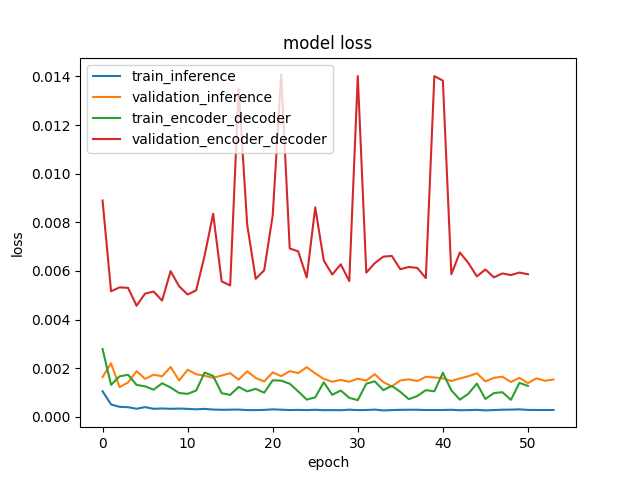 model loss
train_inference
validation_inference
train_encoder_decoder
validation_encoder_decoder
0.014
0.012
0.010
0.008
0.006
0.004
0.002
0.000
loss
0 10 20 30 40 50
epoch